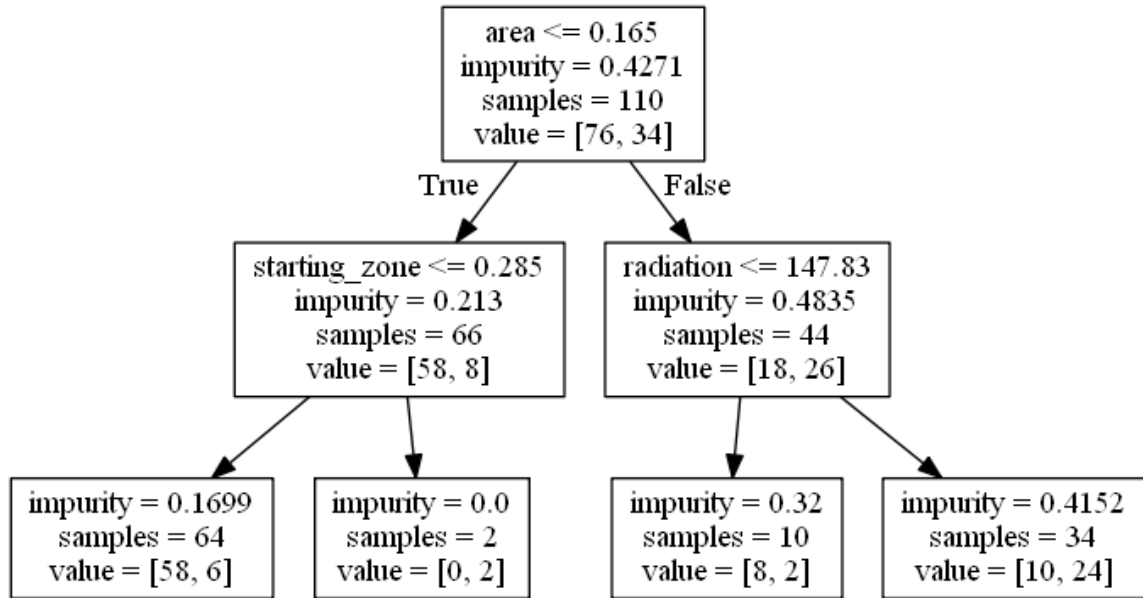 area <= 0.165
impurity = 0.4271
samples = 110
value = [76, 34]
True
False
starting_zone <= 0.285
impurity = 0.213
samples = 66
value = [58, 8]
radiation <= 147.83
impurity = 0.4835
samples = 44
value = [18, 26]
impurity = 0.1699
samples = 64
value = [58, 6]
impurity = 0.0
samples = 2
value = [0, 2]
impurity = 0.32
samples = 10
value = [8, 2]
impurity = 0.4152
samples = 34
value = [10, 24]